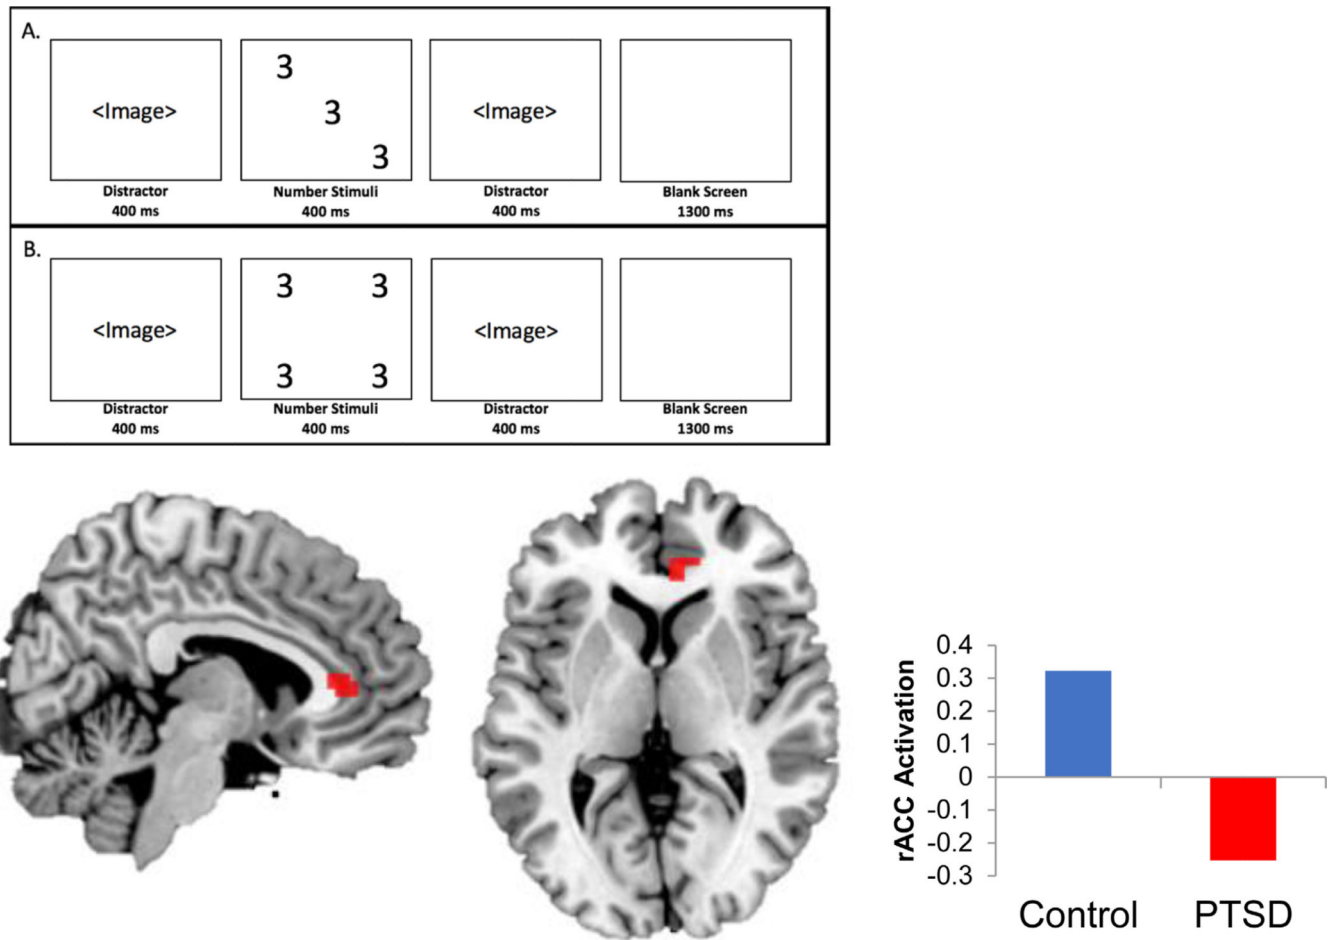 A.
<Image>
3
3
3
<Image>
Distractor Number Stimuli Distractor Blank Screen
400 ms 400 ms 400 ms 1300 ms
B.
<Image>
3 3
3 3
<Image>
Distractor Number Stimuli Distractor Blank Screen
400 ms 400 ms 400 ms 1300 ms
rACC Activation
0.4
0.3
0.2
0.1
0
-0.1
-0.2
-0.3
Control PTSD